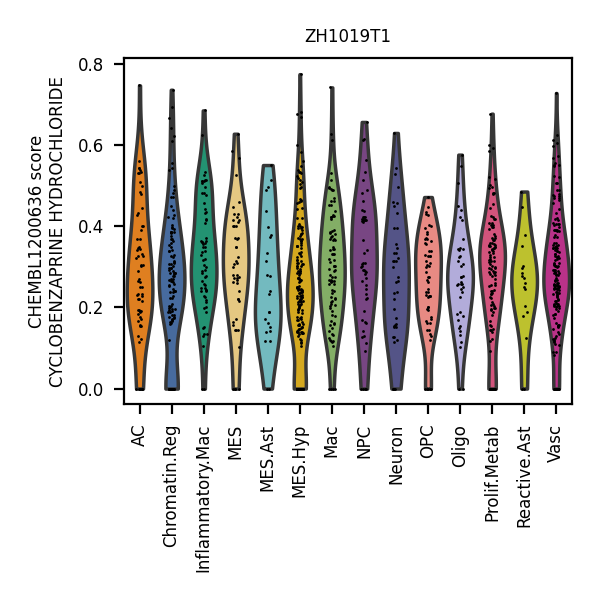 ZH1019T1
CHEMBL1200636 score
CYCLOBENZAPRINE HYDROCHLORIDE
0.8
0.6
0.4
0.2
0.0
AC
Chromatin.Reg
Inflammatory.Mac
MES
MES.Ast
MES.Hyp
Mac
NPC
Neuron
OPC
Oligo
Prolif.Metab
Reactive.Ast
Vasc